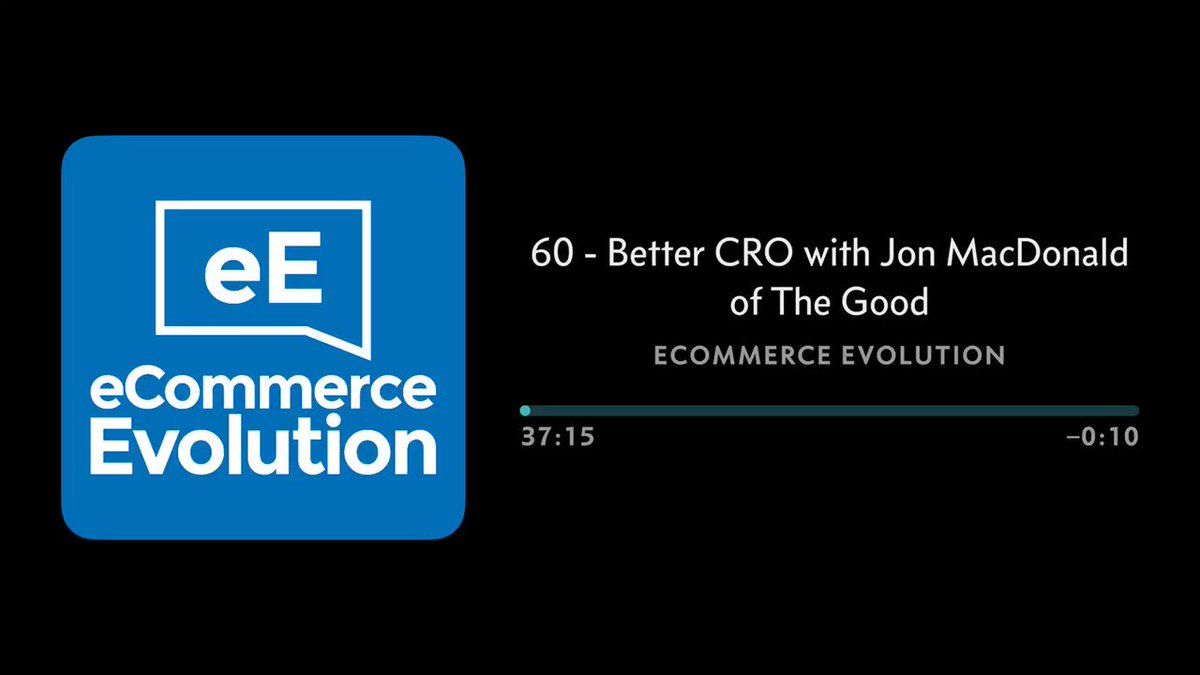 eE
eCommerce
Evolution
60 - Better CRO with Jon MacDonald
of The Good
ECOMMERCE EVOLUTION
37:15
–0:10